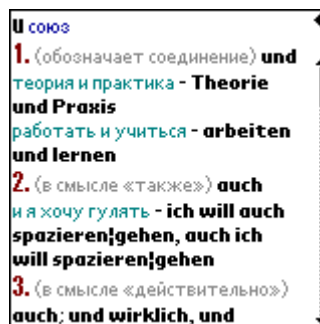 и союз
1. (обозначает соединение) und
теория и практика - Theorie
und Praxis
работать и учиться - arbeiten
und lernen
2. (в смысле «также») auch
и я хочу гулять - ich will auch
spazieren¦gehen, auch ich
will spazieren¦gehen
3. (в смысле «действительно»)
auch; und wirklich, und